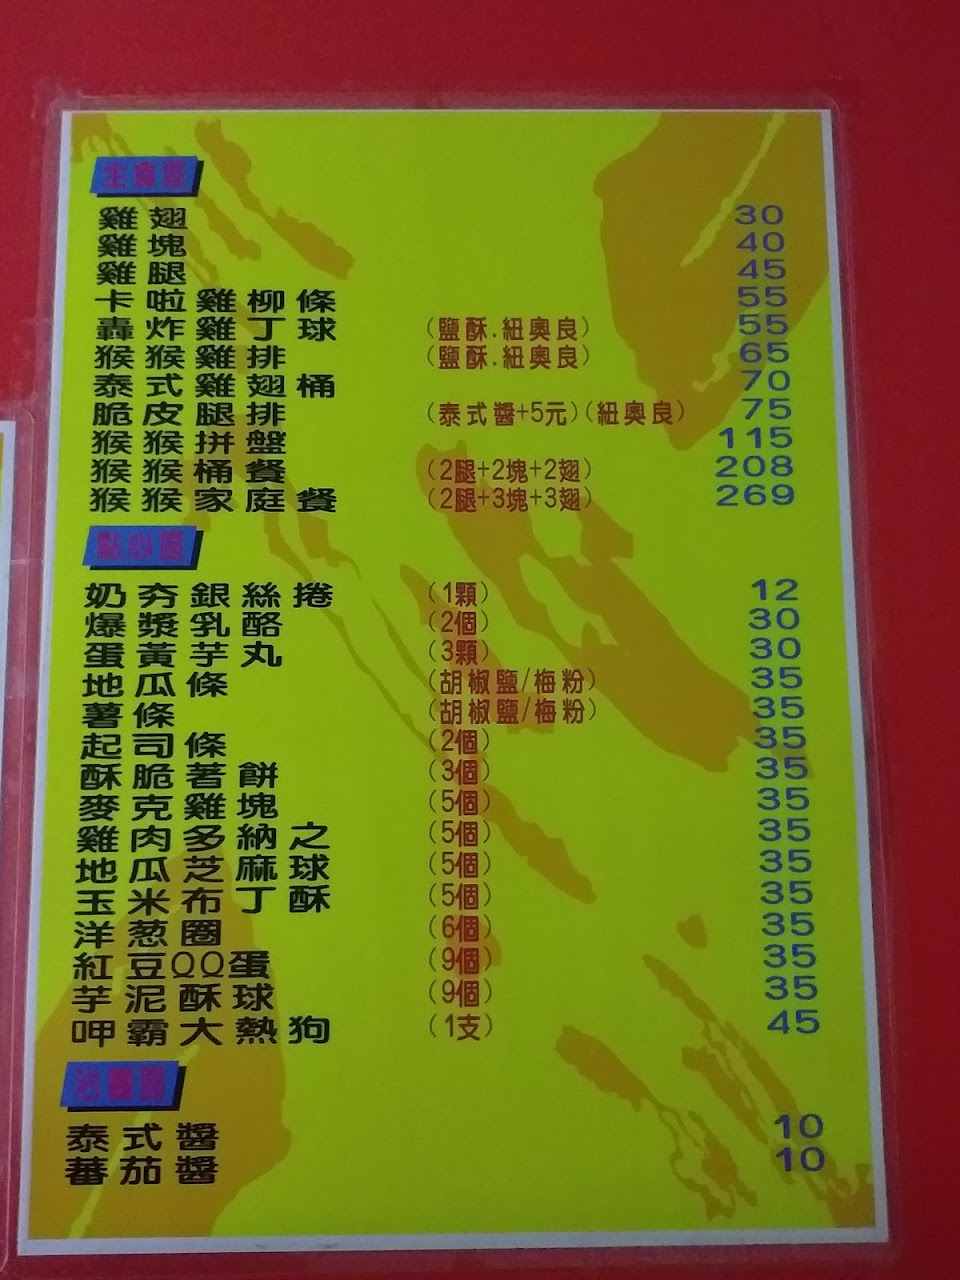 主食區
雞翅 30
雞塊 40
雞腿 45
卡啦雞柳條 55
轟炸雞丁球 (鹽酥.紐奧良) 55
猴猴雞排 (鹽酥.紐奧良) 65
泰式雞翅桶 70
脆皮腿排 (泰式醬+5元)(紐奧良) 75
猴猴拼盤 115
猴猴桶餐 (2腿+2塊+2翅) 208
猴猴家庭餐 (2腿+3塊+3翅) 269
點心區
奶夯銀絲捲 (1顆) 12
爆漿乳酪 (2個) 30
蛋黃芋丸 (3顆) 30
地瓜條 (胡椒鹽/梅粉) 35
薯條 (胡椒鹽/梅粉) 35
起司條 (2個) 35
酥脆著餅 (3個) 35
麥克雞塊 (5個) 35
雞肉多納之 (5個) 35
地瓜芝麻球 (5個) 35
玉米布丁酥 (5個) 35
洋葱圈 (6個) 35
紅豆QQ蛋 (9個) 35
芋泥酥球 (9個) 35
呷霸大熱狗 (1支) 45
沾醬區
泰式醬 10
蕃茄醬 10